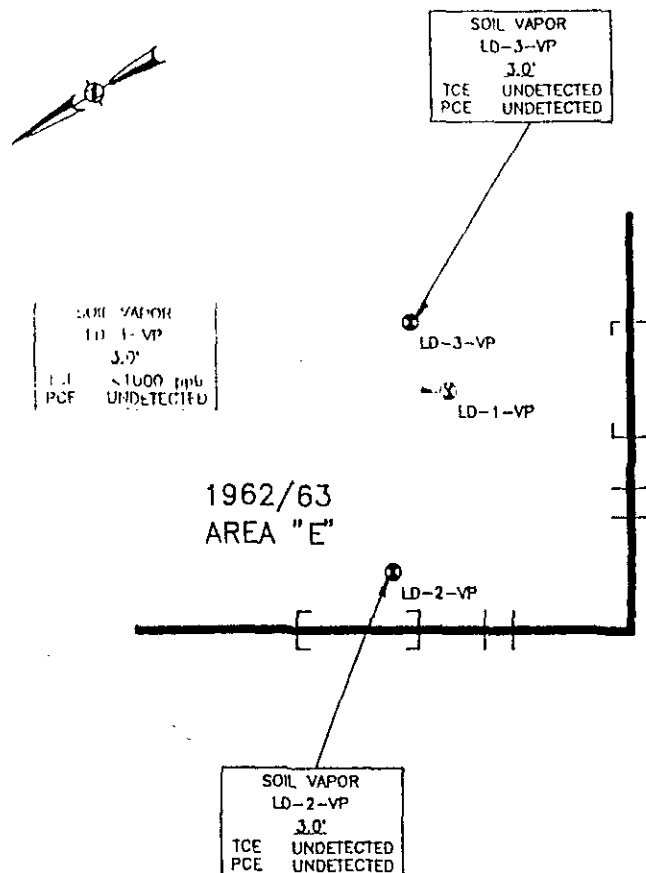 SOIL VAPOR
LD-3-VP
3.0'
TCE UNDETECTED
PCE UNDETECTED
SOIL VAPOR
3.0'
<1000 ppb
PCE UNDETECTED
LD-3-VP
LD-1-VP
1962/63
AREA "E"
LD-2-VP
SOIL VAPOR
LD-2-VP
3.0'
TCE UNDETECTED
PCE UNDETECTED